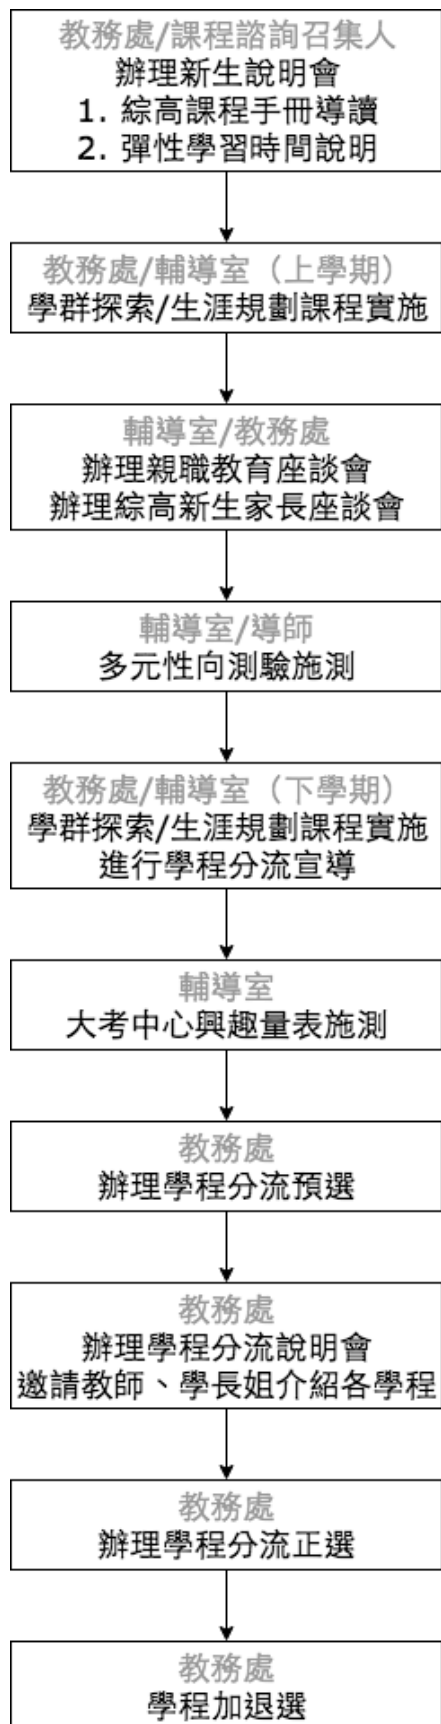 教務處/課程諮詢召集人
辦理新生說明會
1. 綜高課程手冊導讀
2. 彈性學習時間說明
教務處/輔導室（上學期）
學群探索/生涯規劃課程實施
輔導室/教務處
辦理親職教育座談會
辦理綜高新生家長座談會
輔導室/導師
多元性向測驗施測
教務處/輔導室（下學期）
學群探索/生涯規劃課程實施
進行學程分流宣導
輔導室
大考中心興趣量表施測
教務處
辦理學程分流預選
教務處
辦理學程分流說明會
邀請教師、學長姐介紹各學程
教務處
辦理學程分流正選
教務處
學程加退選